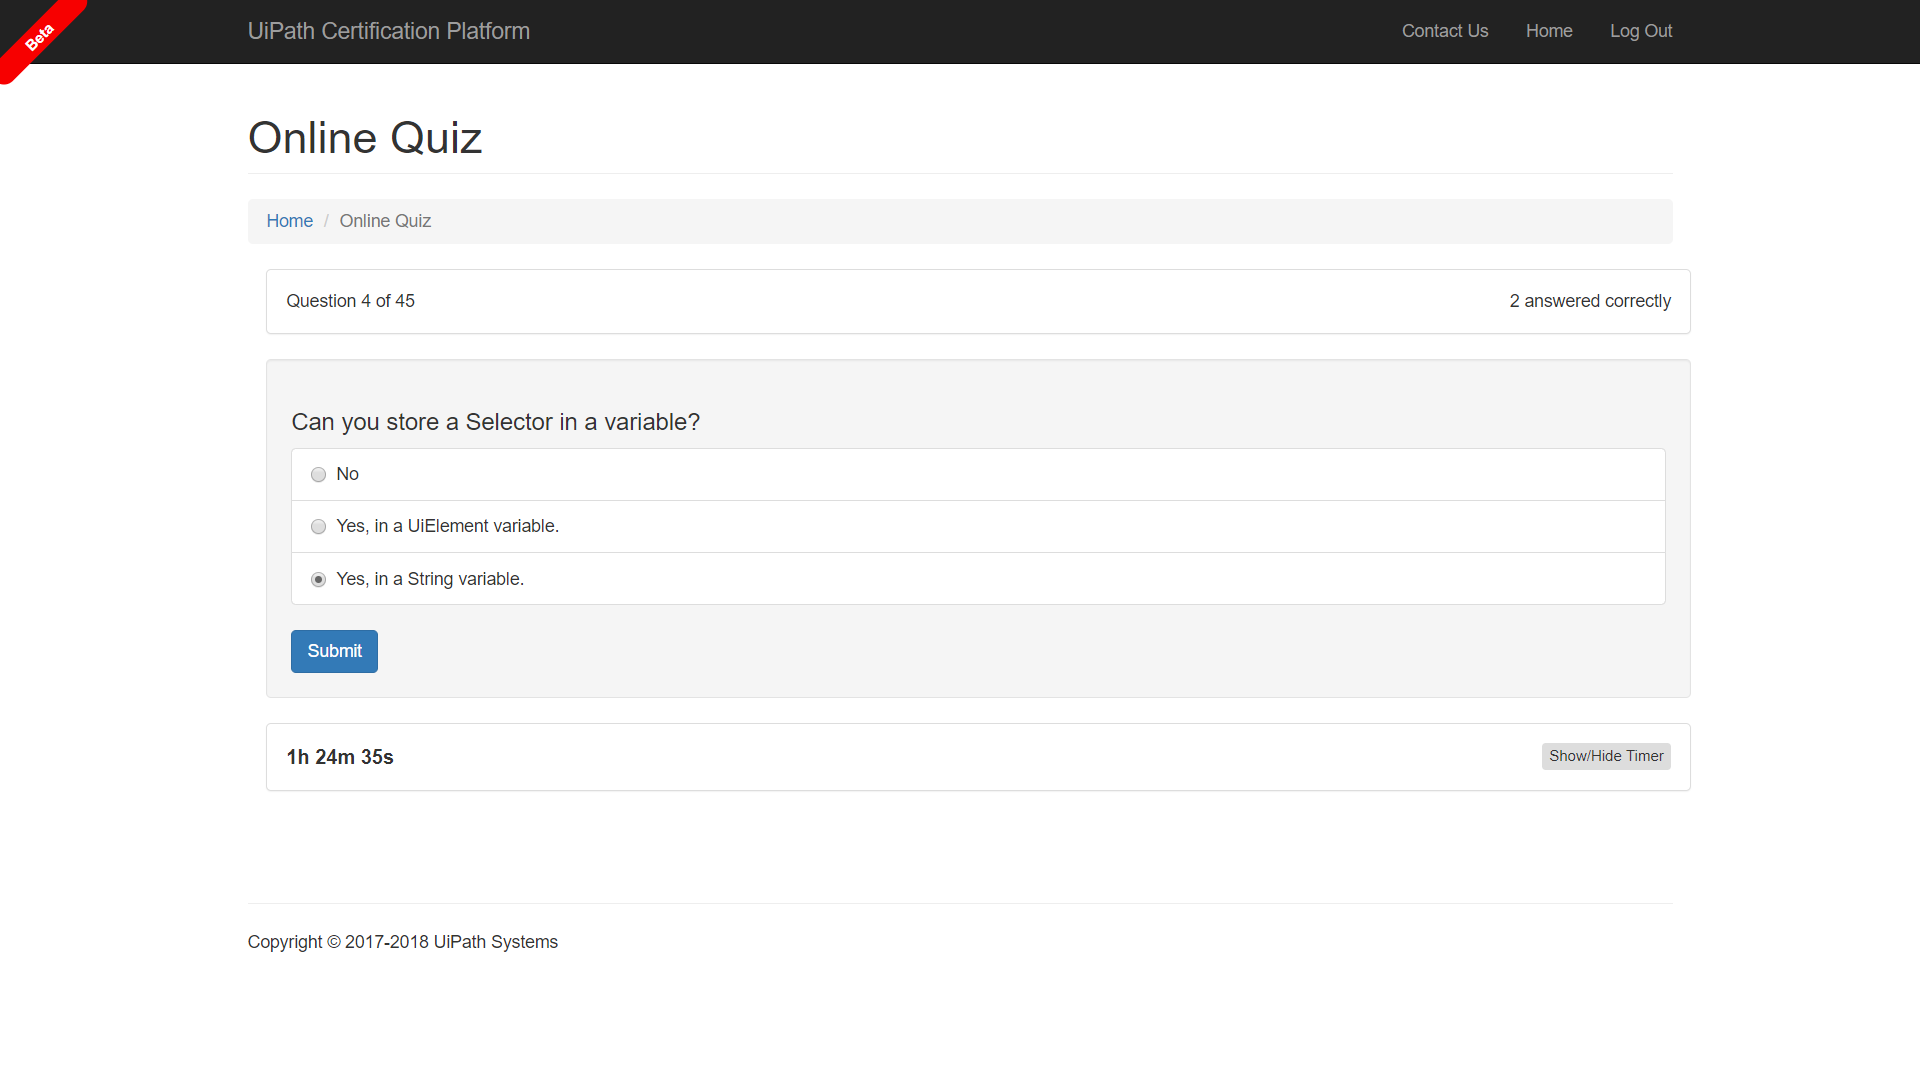 Beta
UiPath Certification Platform
Contact Us
Home
Log Out
Online Quiz
Home / Online Quiz
Question 4 of 45
2 answered correctly
Can you store a Selector in a variable?
No
Yes, in a UiElement variable.
Yes, in a String variable.
Submit
1h 24m 35s
Show/Hide Timer
Copyright © 2017-2018 UiPath Systems